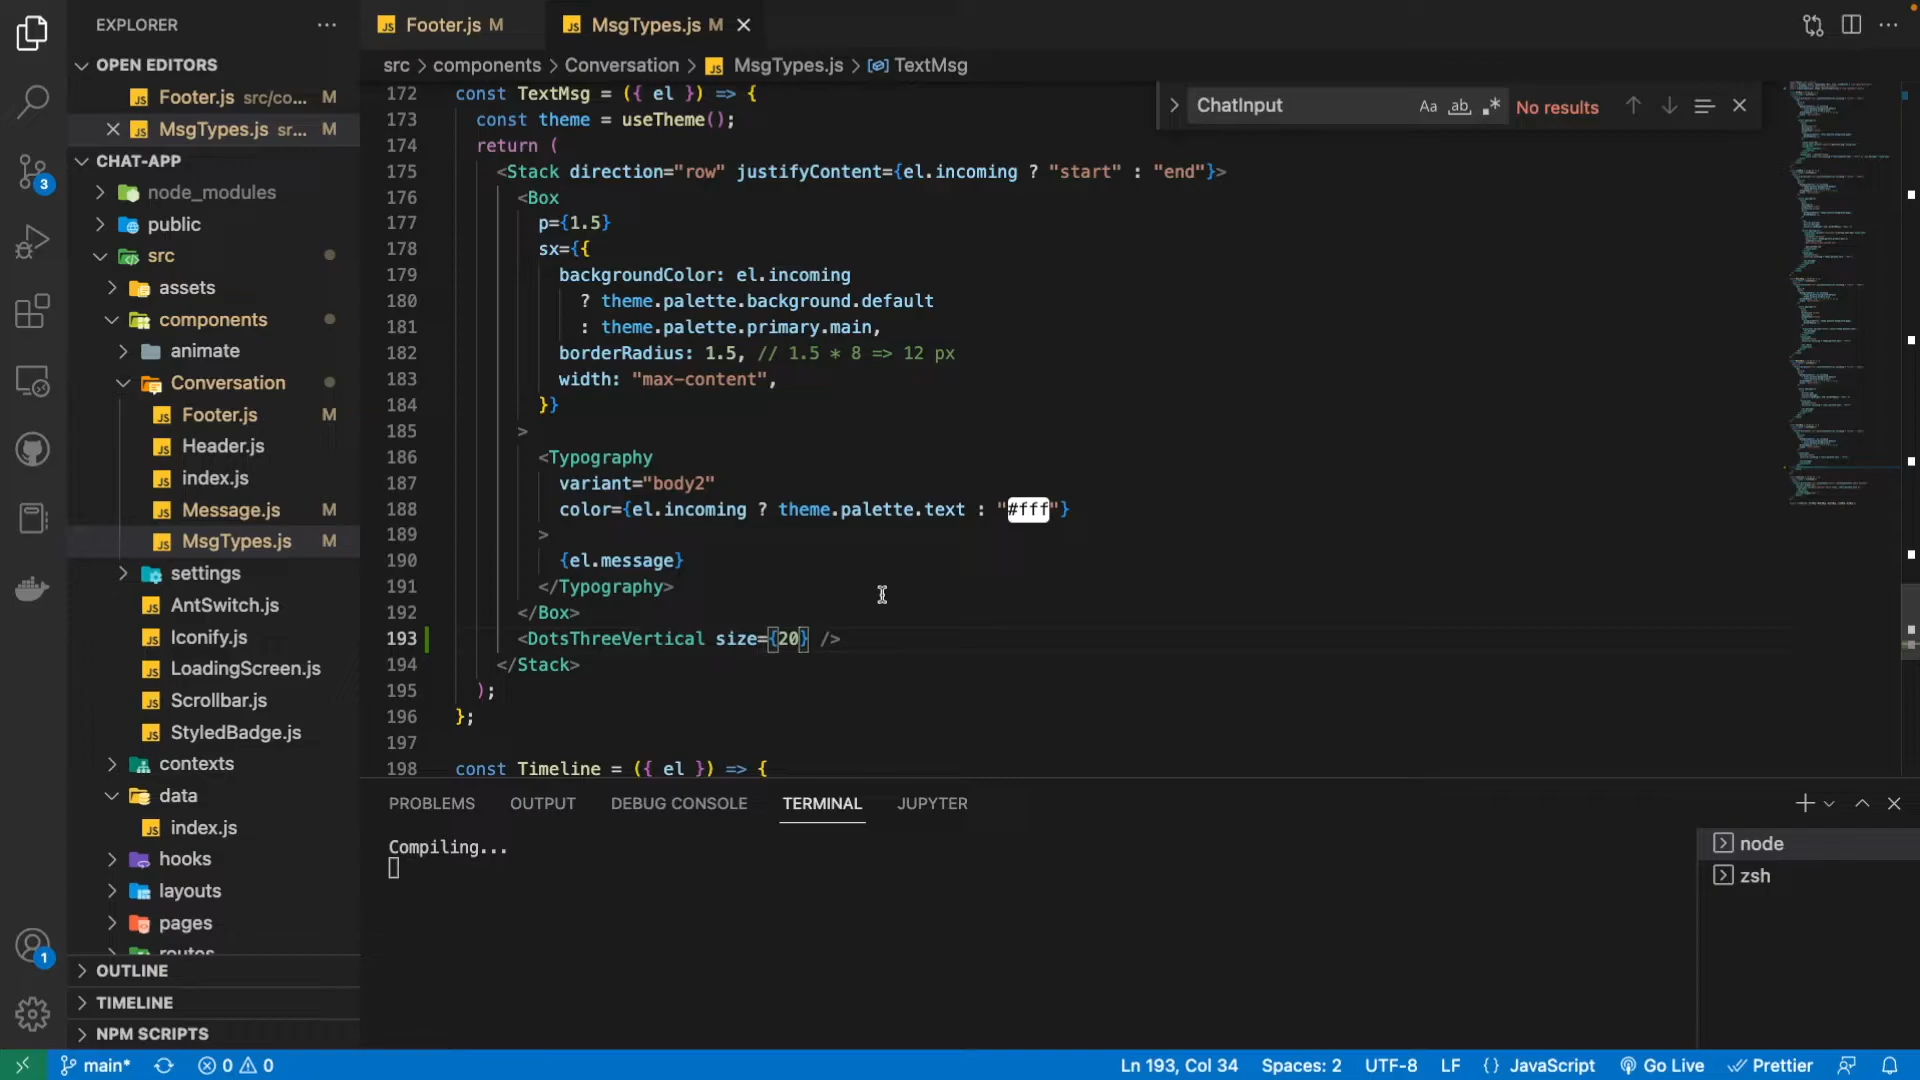 EXPLORER
OPEN EDITORS
Footer.js src/co... M
MsgTypes.js sr... M
CHAT-APP
node_modules
public
src
assets
components
animate
Conversation
Footer.js M
Header.js
index.js
Message.js M
MsgTypes.js M
settings
AntSwitch.js
Iconify.js
LoadingScreen.js
Scrollbar.js
StyledBadge.js
contexts
data
index.js
hooks
layouts
pages
routes
OUTLINE
TIMELINE
NPM SCRIPTS
3
1
Footer.js M
MsgTypes.js M
src > components > Conversation > MsgTypes.js > TextMsg
ChatInput Aa ab .* No results
172 const TextMsg = ({ el }) => {
173 const theme = useTheme();
174 return (
175 <Stack direction="row" justifyContent={el.incoming ? "start" : "end"}>
176 <Box
177 p={1.5}
178 sx={{
179 backgroundColor: el.incoming
180 ? theme.palette.background.default
181 : theme.palette.primary.main,
182 borderRadius: 1.5, // 1.5 * 8 => 12 px
183 width: "max-content",
184 }}
185 >
186 <Typography
187 variant="body2"
188 color={el.incoming ? theme.palette.text : "#fff"}
189 >
190 {el.message}
191 </Typography>
192 </Box>
193 <DotsThreeVertical size={20} />
194 </Stack>
195 );
196 };
197
198 const Timeline = ({ el }) => {
PROBLEMS OUTPUT DEBUG CONSOLE TERMINAL JUPYTER
Compiling...
node
zsh
main* 0 0 Ln 193, Col 34 Spaces: 2 UTF-8 LF {} JavaScript Go Live Prettier